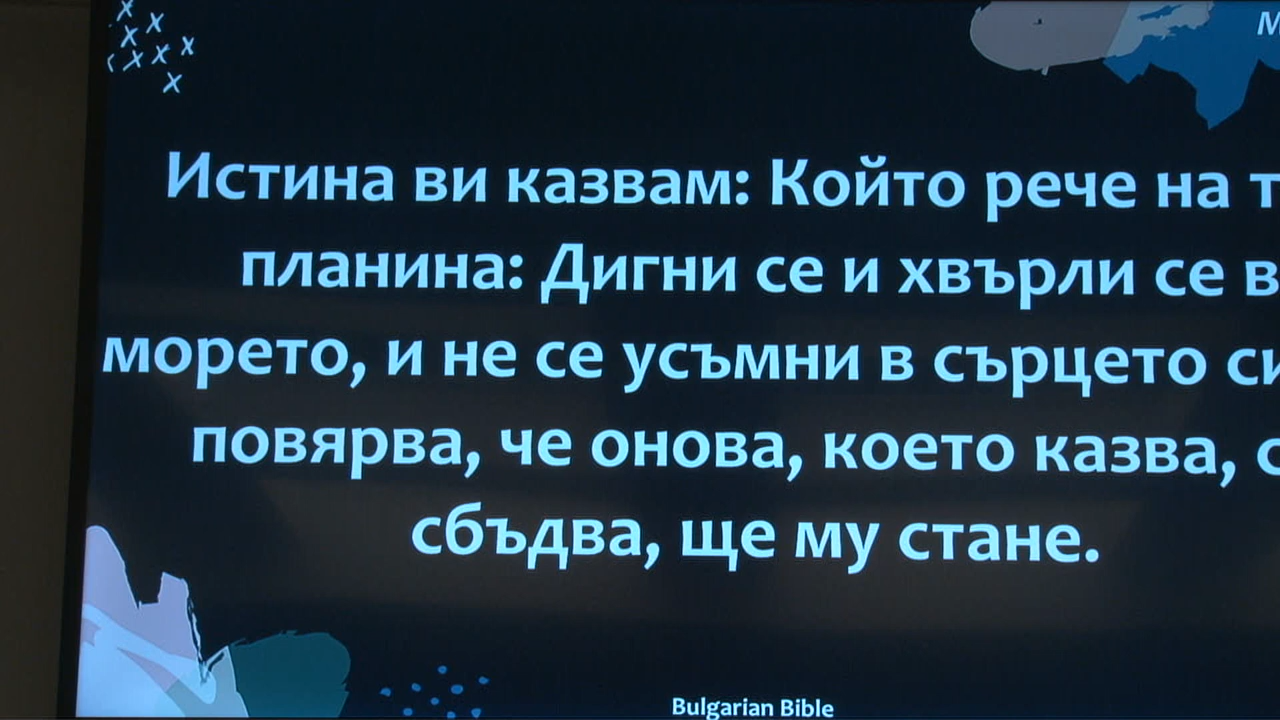 Истина ви казвам: Който рече на
планина: Дигни се и хвърли се в
морето, и не се усъмни в сърцето си
повярва, че онова, което казва,
сбъдва, ще му стане.
Bulgarian Bible